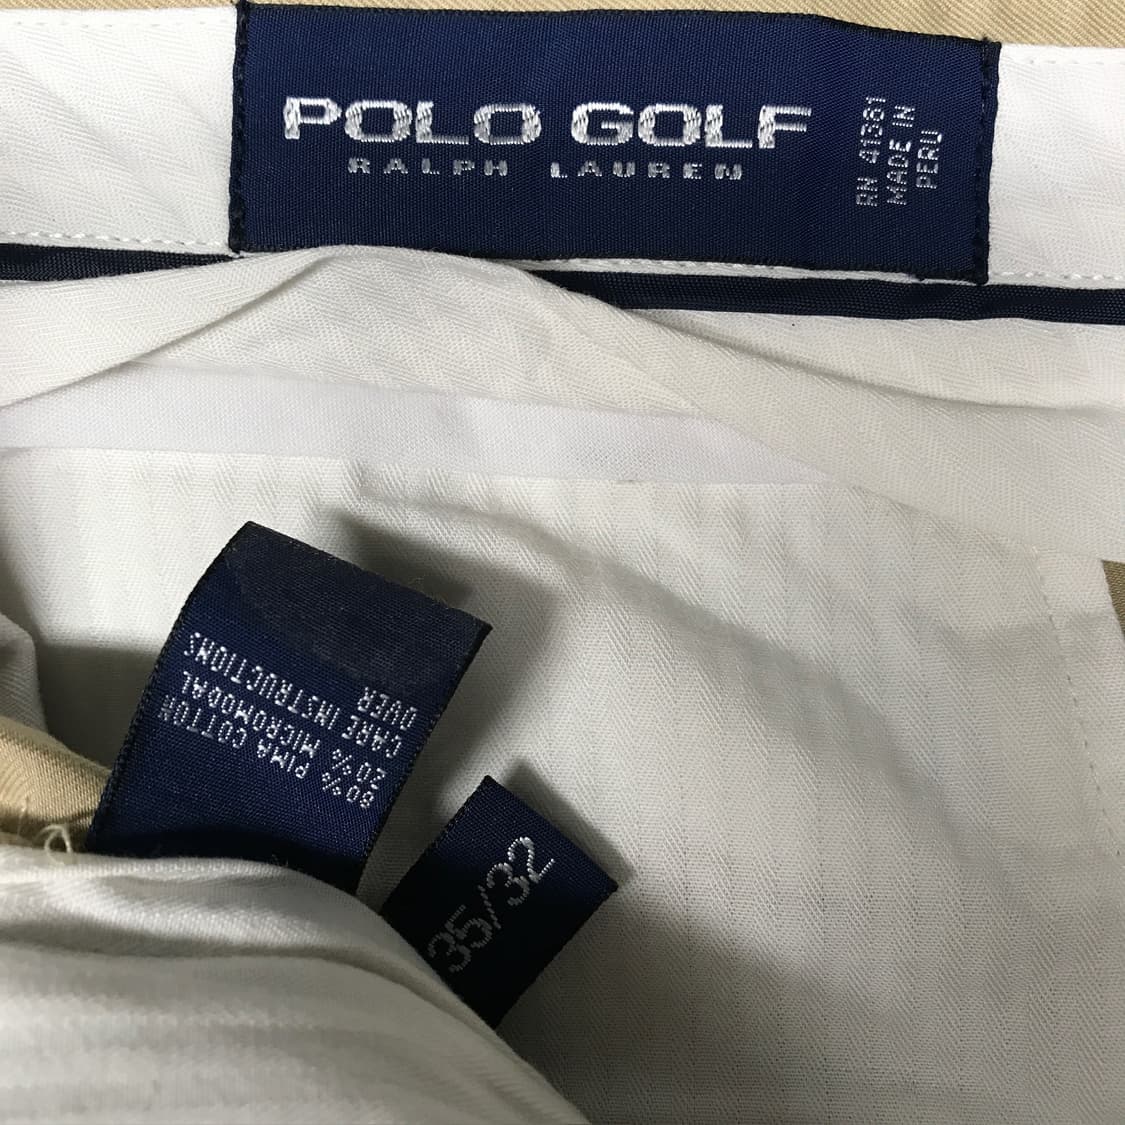 POLO GOLF
RALPH LAUREN
RN 41381
MADE IN
PERU
80% PIMA COTTON
20% MICROMODAL
CARE INSTRUCTIONS
OVER
35/32